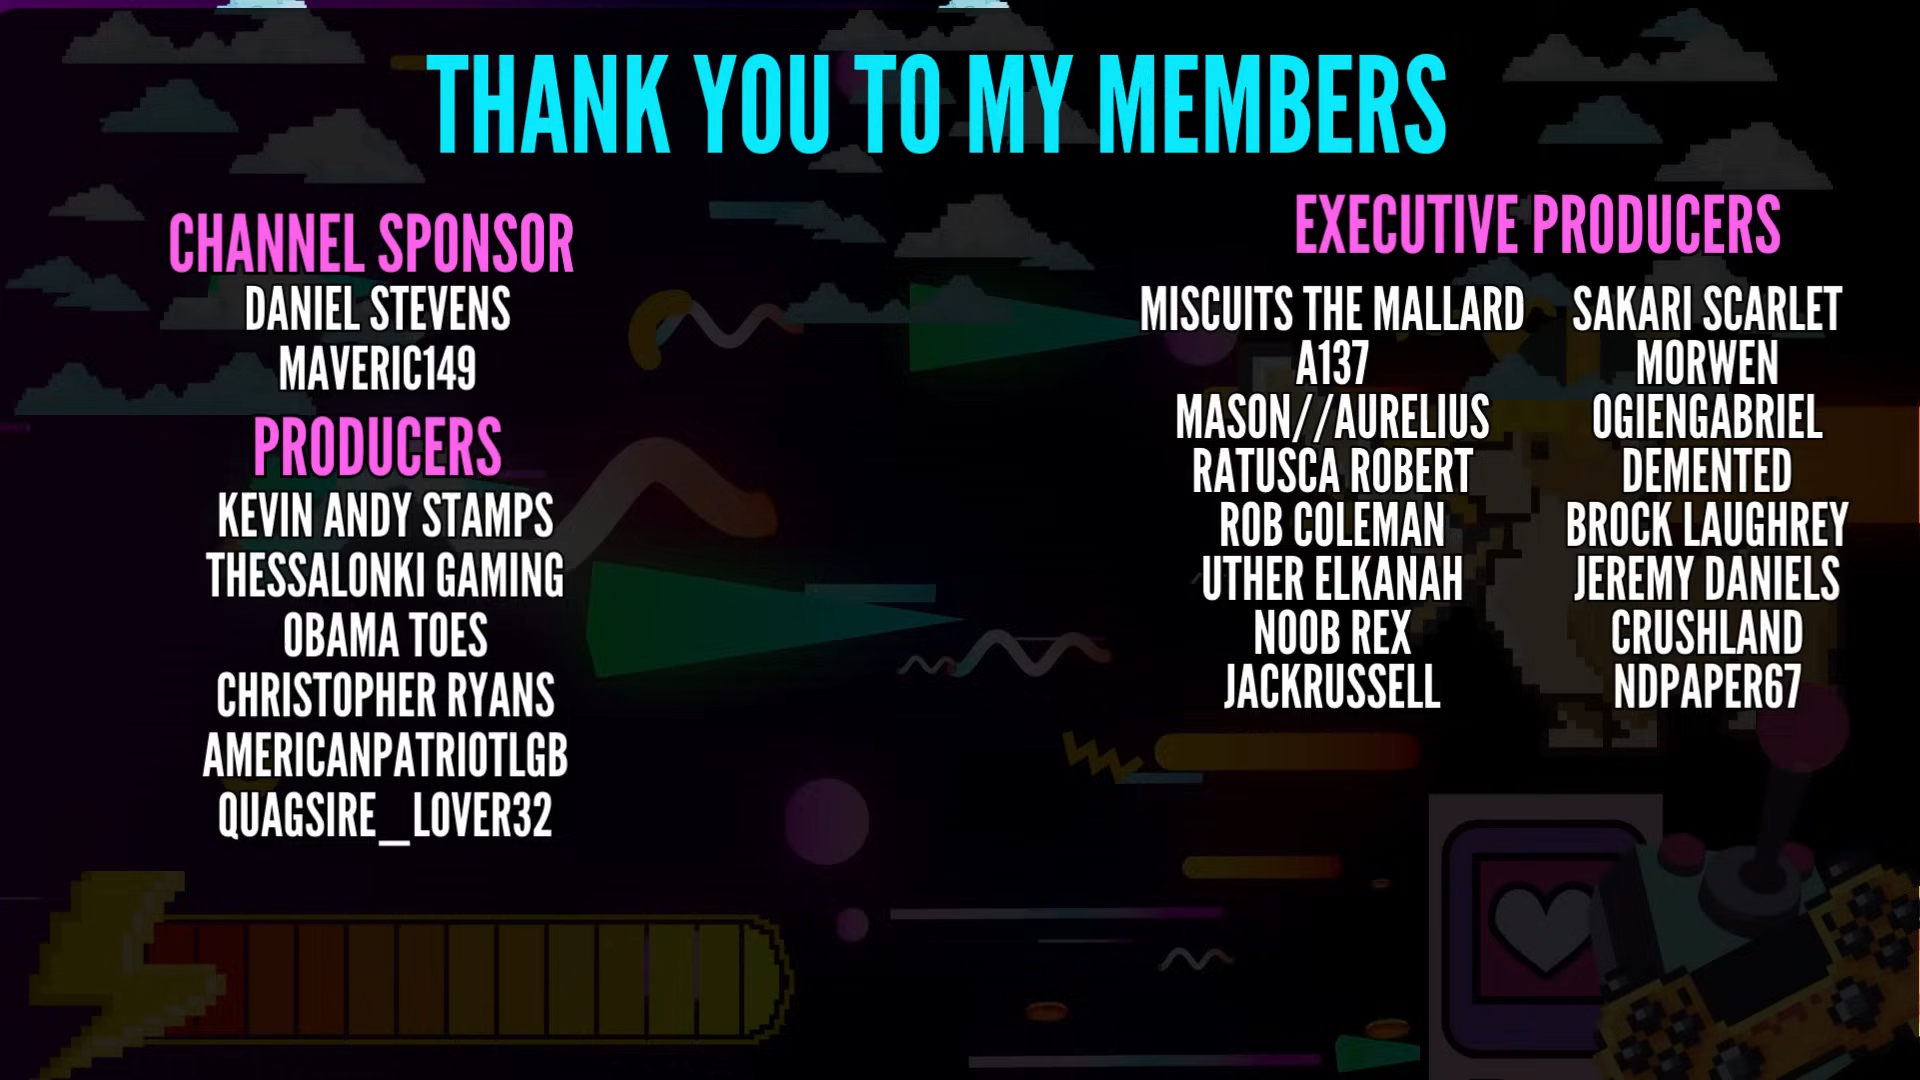 THANK YOU TO MY MEMBERS
CHANNEL SPONSOR
DANIEL STEVENS
MAVERIC149
PRODUCERS
KEVIN ANDY STAMPS
THESSALONKI GAMING
OBAMA TOES
CHRISTOPHER RYANS
AMERICANPATRIOTLGB
QUAGSIRE_LOVER32
EXECUTIVE PRODUCERS
MISCUITS THE MALLARD
A137
MASON//AURELIUS
RATUSCA ROBERT
ROB COLEMAN
UTHER ELKANAH
NOOB REX
JACKRUSSELL
SAKARI SCARLET
MORWEN
OGIENGABRIEL
DEMENTED
BROCK LAUGHREY
JEREMY DANIELS
CRUSHLAND
NDPAPER67